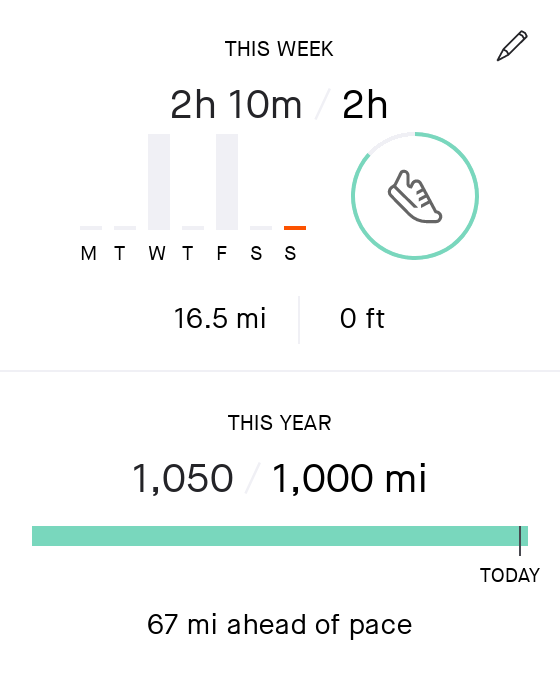 THIS WEEK
2h 10m / 2h
M T W T F S S
16.5 mi | 0 ft
THIS YEAR
1,050 / 1,000 mi
TODAY
67 mi ahead of pace